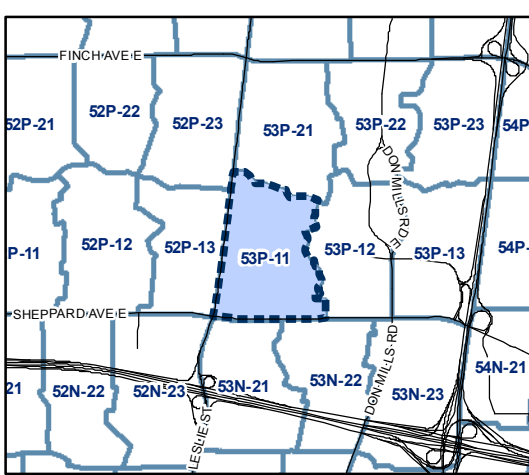 FINCH AVE E
52P-21
52P-22
52P-23
53P-21
53P-22
53P-23
54P
DON MILLS RD E
P-11
52P-12
52P-13
53P-11
53P-12
53P-13
54P-
SHEPPARD AVE E
21
52N-22
52N-23
53N-21
53N-22
53N-23
54N-21
DON MILLS RD
LESLIE ST